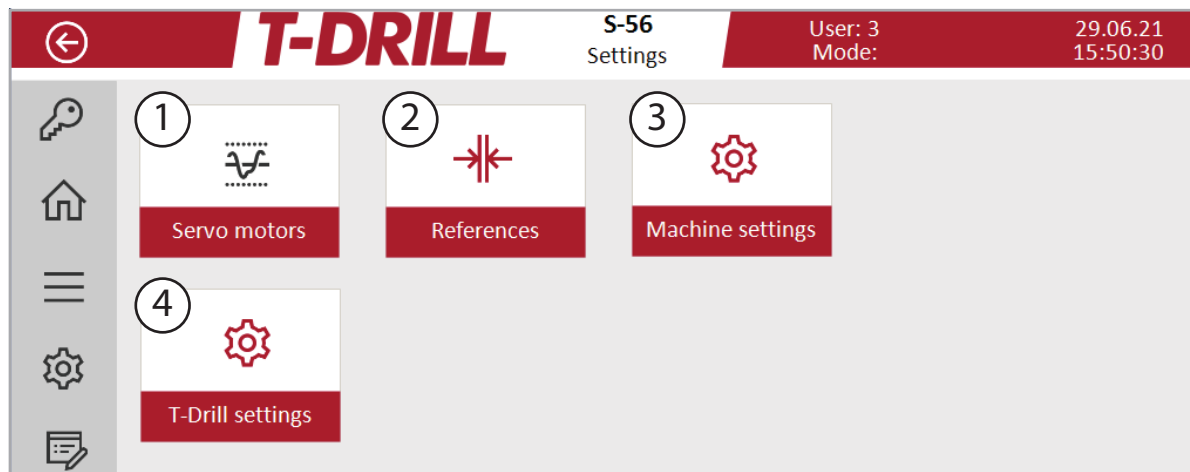 T-DRILL
S-56
Settings
User: 3
Mode:
29.06.21
15:50:30
1
2
3
Servo motors
References
Machine settings
4
T-Drill settings